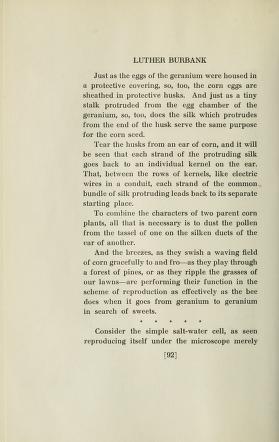 LUTHER BURBANK
Just as the eggs of the geranium were housed in
a protective covering, so, too, the corn eggs are
sheathed in protective husks. And just as a tiny
stalk protruded from the egg chamber of the
geranium, so, too, does the silk which protrudes
from the end of the husk serve the same purpose
for the corn seed.
Tear the husks from an ear of corn, and it will
be seen that each strand of the protruding silk
goes back to an individual kernel on the ear.
That, between the rows of kernels, like electric
wires in a conduit, each strand of the common
bundle of silk protruding leads back to its separate
starting place.
To combine the characters of two parent corn
plants, all that is necessary is to dust the pollen
from the tassel of one on the silken ducts of the
ear of another.
And the breezes, as they swish a waving field
of corn gracefully to and fro—as they play through
a forest of pines, or as they ripple the grasses of
our lawns—are performing their function in the
scheme of reproduction as effectively as the bee
does when it goes from geranium to geranium
in search of sweets.
* * * * *
Consider the simple salt-water cell, as seen
reproducing itself under the microscope merely
[92]